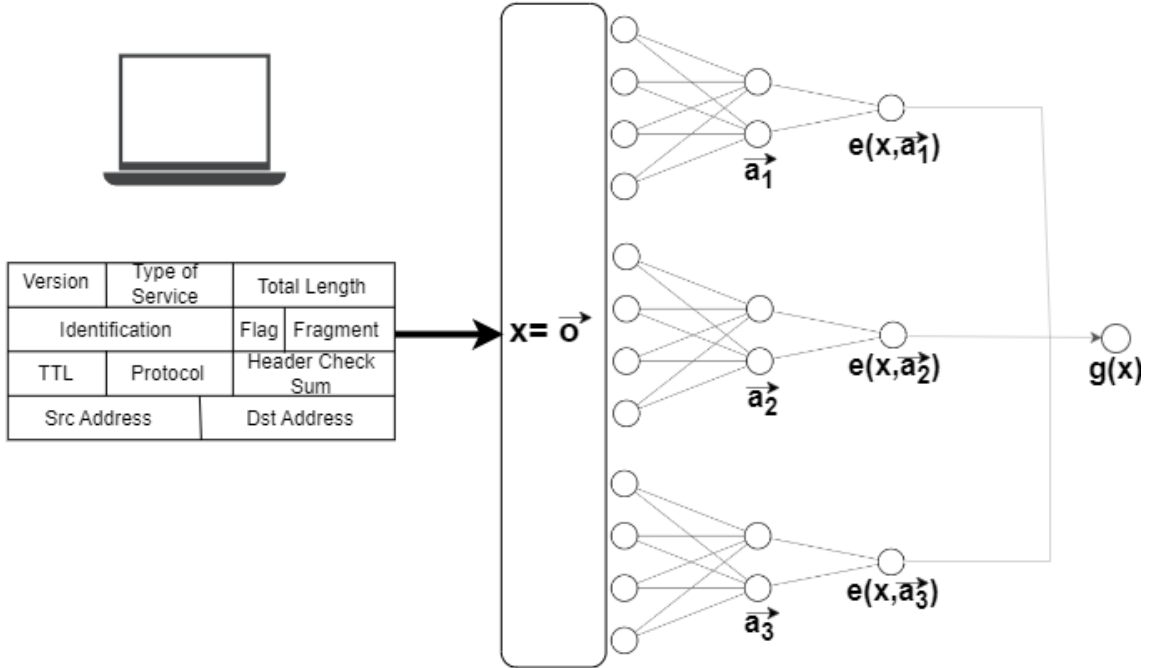 Version
Type of
Service
Total Length
Identification
Flag
Fragment
TTL
Protocol
Header Check
Sum
Src Address
Dst Address
x= o⃗
a⃗1
e(x,a⃗1)
a⃗2
e(x,a⃗2)
a⃗3
e(x,a⃗3)
g(x)